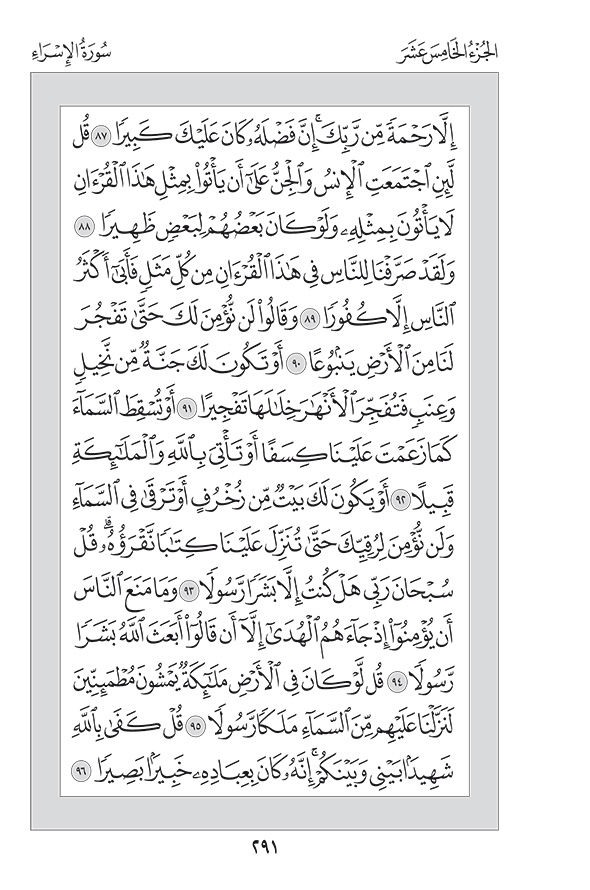 الجُزْءُ الخَامِسَ عَشَرَ
سُورَةُ الإِسْرَاءِ
إِلَّا رَحْمَةً مِّن رَّبِّكَۚ إِنَّ فَضْلَهُۥ كَانَ عَلَيْكَ كَبِيرًا ٨٧ قُل
لَّئِنِ ٱجْتَمَعَتِ ٱلْإِنسُ وَٱلْجِنُّ عَلَىٰٓ أَن يَأْتُوا۟ بِمِثْلِ هَٰذَا ٱلْقُرْءَانِ
لَا يَأْتُونَ بِمِثْلِهِۦ وَلَوْ كَانَ بَعْضُهُمْ لِبَعْضٍ ظَهِيرًا ٨٨
وَلَقَدْ صَرَّفْنَا لِلنَّاسِ فِى هَٰذَا ٱلْقُرْءَانِ مِن كُلِّ مَثَلٍ فَأَبَىٰٓ أَكْثَرُ
ٱلنَّاسِ إِلَّا كُفُورًا ٨٩ وَقَالُوا۟ لَن نُّؤْمِنَ لَكَ حَتَّىٰ تَفْجُرَ
لَنَا مِنَ ٱلْأَرْضِ يَنۢبُوعًا ٩٠ أَوْ تَكُونَ لَكَ جَنَّةٌ مِّن نَّخِيلٍ
وَعِنَبٍ فَتُفَجِّرَ ٱلْأَنْهَٰرَ خِلَٰلَهَا تَفْجِيرًا ٩١ أَوْ تُسْقِطَ ٱلسَّمَآءَ
كَمَا زَعَمْتَ عَلَيْنَا كِسَفًا أَوْ تَأْتِىَ بِٱللَّهِ وَٱلْمَلَٰٓئِكَةِ
قَبِيلًا ٩٢ أَوْ يَكُونَ لَكَ بَيْتٌ مِّن زُخْرُفٍ أَوْ تَرْقَىٰ فِى ٱلسَّمَآءِ
وَلَن نُّؤْمِنَ لِرُقِيِّكَ حَتَّىٰ تُنَزِّلَ عَلَيْنَا كِتَٰبًا نَّقْرَؤُهُۥۗ قُلْ
سُبْحَانَ رَبِّى هَلْ كُنتُ إِلَّا بَشَرًا رَّسُولًا ٩٣ وَمَا مَنَعَ ٱلنَّاسَ
أَن يُؤْمِنُوٓا۟ إِذْ جَآءَهُمُ ٱلْهُدَىٰٓ إِلَّآ أَن قَالُوٓا۟ أَبَعَثَ ٱللَّهُ بَشَرًا
رَّسُولًا ٩٤ قُل لَّوْ كَانَ فِى ٱلْأَرْضِ مَلَٰٓئِكَةٌ يَمْشُونَ مُطْمَئِنِّينَ
لَنَزَّلْنَا عَلَيْهِم مِّنَ ٱلسَّمَآءِ مَلَكًا رَّسُولًا ٩٥ قُلْ كَفَىٰ بِٱللَّهِ
شَهِيدًۢا بَيْنِى وَبَيْنَكُمْۚ إِنَّهُۥ كَانَ بِعِبَادِهِۦ خَبِيرًۢا بَصِيرًا ٩٦
٢٩١